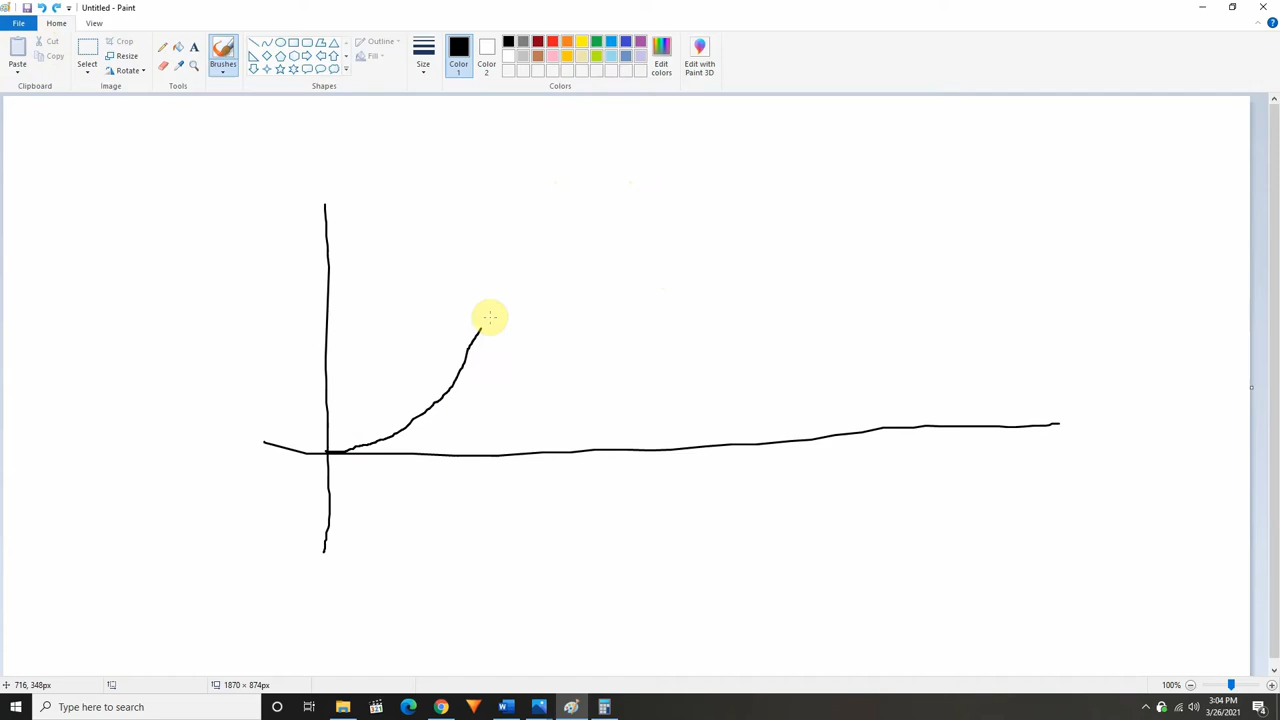 Untitled - Paint
File
Home
View
Paste
Cut
Copy
Clipboard
Select
Crop
Resize
Rotate
Image
A
Tools
Brushes
Outline
Fill
Shapes
Size
Color
1
Color
2
Edit
colors
Edit with
Paint 3D
Colors
716, 348px
1870 × 874px
100%
Type here to search
3:04 PM
3/26/2021